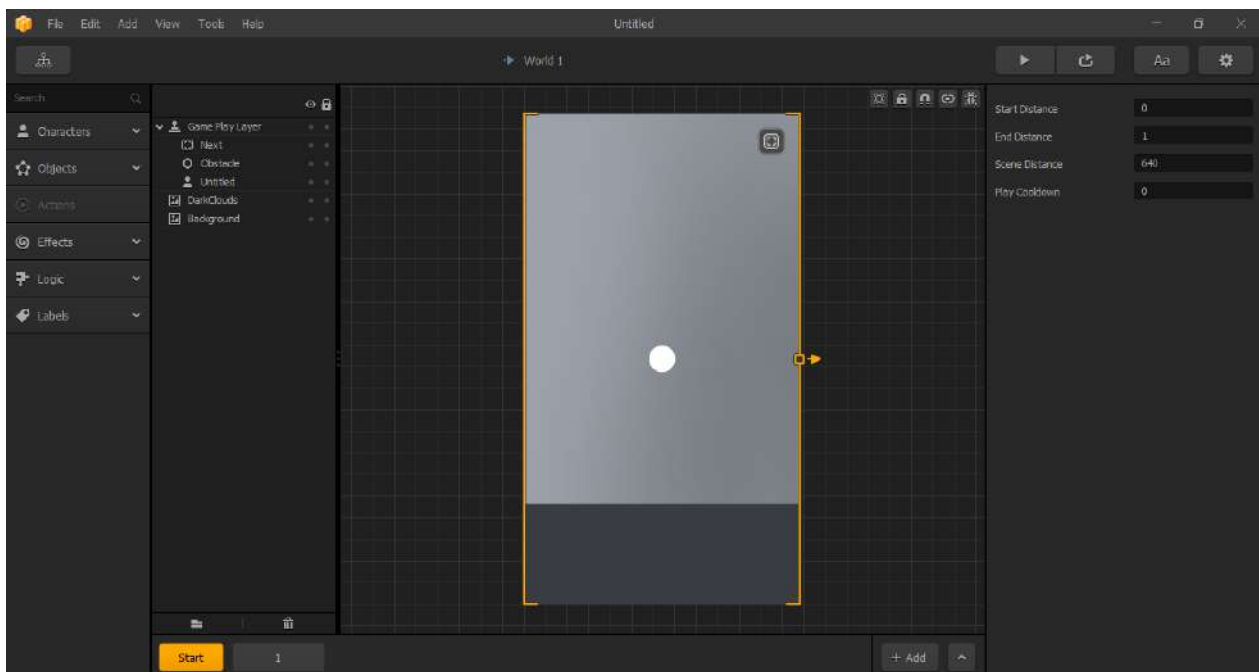 File Edit Add View Tools Help
Untitled
World 1
Aa
Search
Characters
Objects
Actions
Effects
Logic
Labels
Game Play Layer
Next
Obstacle
Untitled
DarkClouds
Background
Start Distance 0
End Distance 1
Scene Distance 640
Play Cooldown 0
Start
1
+ Add